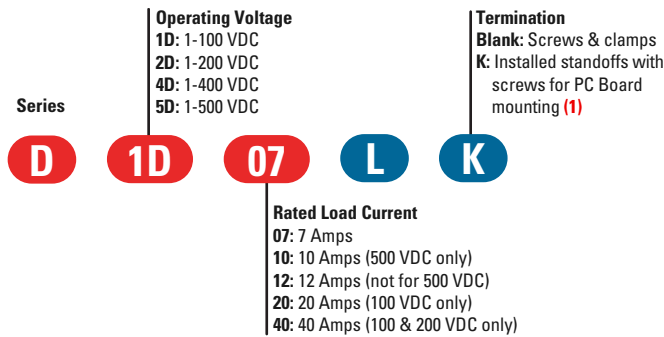 Operating Voltage
1D: 1-100 VDC
2D: 1-200 VDC
4D: 1-400 VDC
5D: 1-500 VDC
Termination
Blank: Screws & clamps
K: Installed standoffs with
screws for PC Board
mounting (1)
Series
D 1D 07 L K
Rated Load Current
07: 7 Amps
10: 10 Amps (500 VDC only)
12: 12 Amps (not for 500 VDC)
20: 20 Amps (100 VDC only)
40: 40 Amps (100 & 200 VDC only)